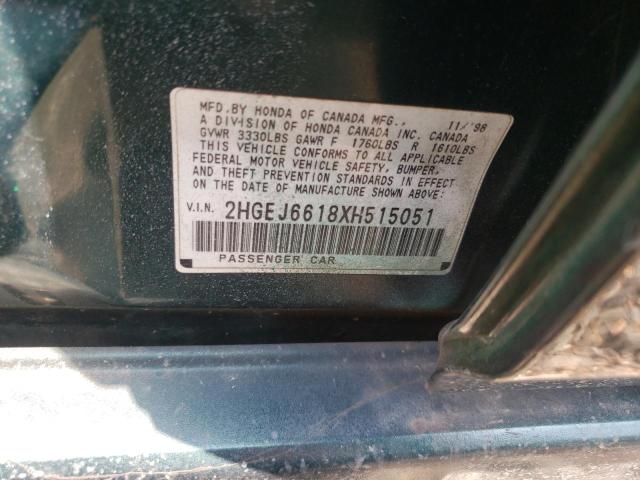 MFD.BY HONDA OF CANADA MFG., 11/'98
A DIVISION OF HONDA CANADA INC. CANADA
GVWR 3330LBS GAWR F 1760LBS R 1610LBS
THIS VEHICLE CONFORMS TO ALL APPLICABLE
FEDERAL MOTOR VEHICLE SAFETY, BUMPER,
AND THEFT PREVENTION STANDARDS IN EFFECT
ON THE DATE OF MANUFACTURE SHOWN ABOVE:
V.I.N. 2HGEJ6618XH515051
PASSENGER CAR